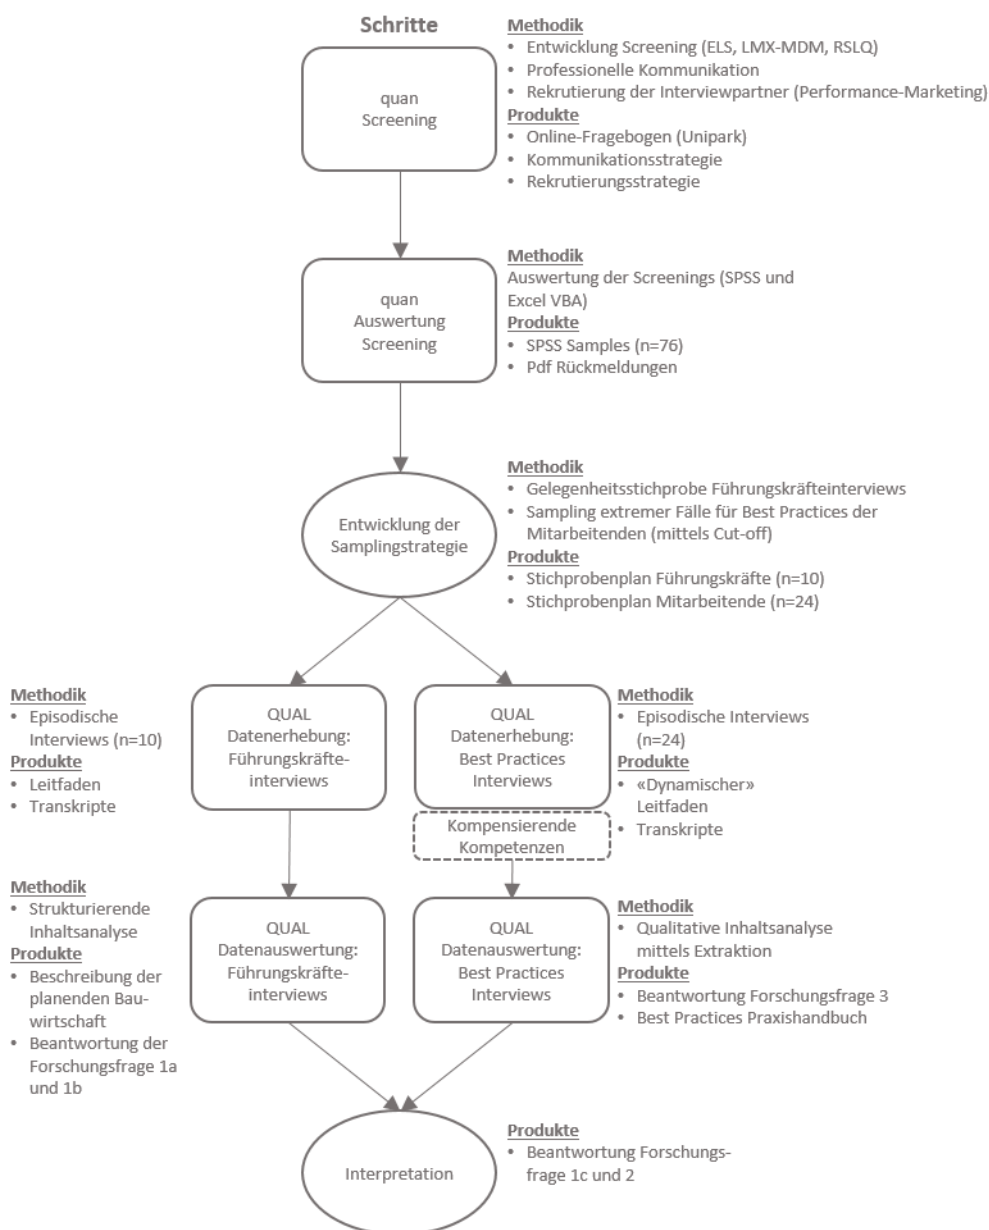 Schritte
quan
Screening
Methodik
• Entwicklung Screening (ELS, LMX-MDM, RSLQ)
• Professionelle Kommunikation
• Rekrutierung der Interviewpartner (Performance-Marketing)
Produkte
• Online-Fragebogen (Unipark)
• Kommunikationsstrategie
• Rekrutierungsstrategie
quan
Auswertung
Screening
Methodik
Auswertung der Screenings (SPSS und
Excel VBA)
Produkte
• SPSS Samples (n=76)
• Pdf Rückmeldungen
Entwicklung der
Samplingstrategie
Methodik
• Gelegenheitsstichprobe Führungskräfteinterviews
• Sampling extremer Fälle für Best Practices der
Mitarbeitenden (mittels Cut-off)
Produkte
• Stichprobenplan Führungskräfte (n=10)
• Stichprobenplan Mitarbeitende (n=24)
Methodik
• Episodische
Interviews (n=10)
Produkte
• Leitfaden
• Transkripte
QUAL
Datenerhebung:
Führungskräfte-
interviews
QUAL
Datenerhebung:
Best Practices
Interviews
Kompensierende
Kompetenzen
Methodik
• Episodische Interviews
(n=24)
Produkte
• «Dynamischer»
Leitfaden
• Transkripte
Methodik
• Strukturierende
Inhaltsanalyse
Produkte
• Beschreibung der
planenden Bau-
wirtschaft
• Beantwortung der
Forschungsfrage 1a
und 1b
QUAL
Datenauswertung:
Führungskräfte-
interviews
QUAL
Datenauswertung:
Best Practices
Interviews
Methodik
• Qualitative Inhaltsanalyse
mittels Extraktion
Produkte
• Beantwortung Forschungsfrage 3
• Best Practices Praxishandbuch
Interpretation
Produkte
• Beantwortung Forschungs-
frage 1c und 2